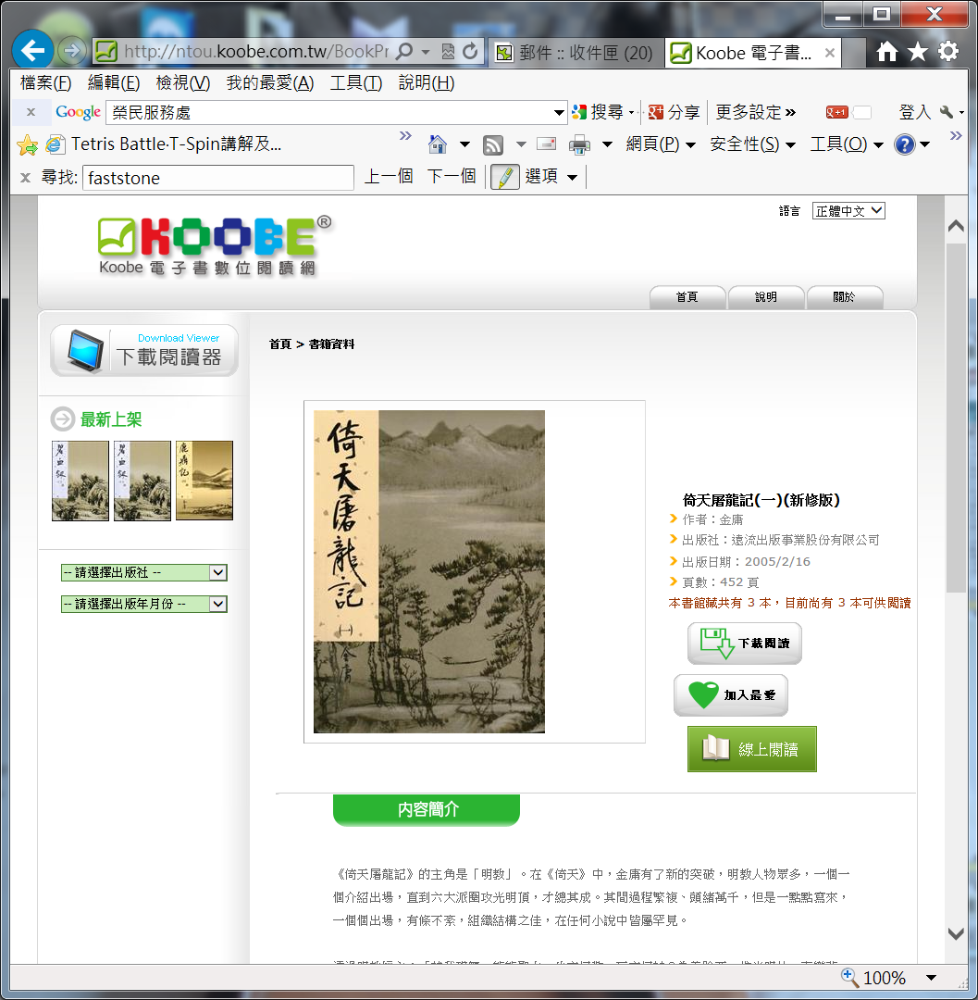 http://ntou.koobe.com.tw/BookPr
郵件 :: 收件匣 (20)
Koobe 電子書...
檔案(F) 編輯(E) 檢視(V) 我的最愛(A) 工具(T) 說明(H)
x Google 榮民服務處 搜尋 分享 更多設定 » +1 登入
Tetris Battle‧T-Spin講解及... » 網頁(P) 安全性(S) 工具(O) »
x 尋找: faststone 上一個 下一個 選項
語言 正體中文
KOOBE®
Koobe 電子書數位閱讀網
首頁 說明 關於
Download Viewer
下載閱讀器
首頁 > 書籍資料
最新上架
碧血劍
碧血劍
鹿鼎記
-- 請選擇出版社 --
-- 請選擇出版年月份 --
倚天屠龍記
(一)
金庸
倚天屠龍記(一)(新修版)
作者：金庸
出版社：遠流出版事業股份有限公司
出版日期：2005/2/16
頁數：452 頁
本書館藏共有 3 本，目前尚有 3 本可供閱讀
下載閱讀
加入最愛
線上閱讀
內容簡介
《倚天屠龍記》的主角是「明教」。在《倚天》中，金庸有了新的突破，明教人物眾多，一個一
個介紹出場，直到六大派圍攻光明頂，才總其成。其間過程繁複、頭緒萬千，但是一點點寫來，
一個個出場，有條不紊，組織結構之佳，在任何小說中皆屬罕見。
100%